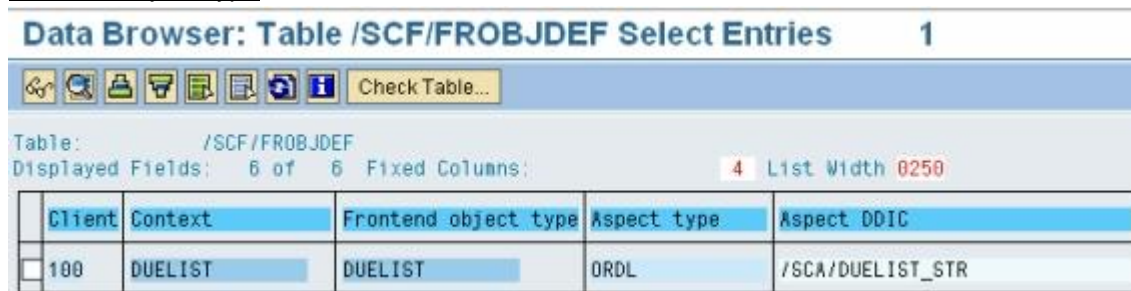 Data Browser: Table /SCF/FROBJDEF Select Entries 1
Check Table...
Table: /SCF/FROBJDEF
Displayed Fields: 6 of 6 Fixed Columns: 4 List Width 0250
Client Context Frontend object type Aspect type Aspect DDIC
100 DUELIST DUELIST ORDL /SCA/DUELIST_STR